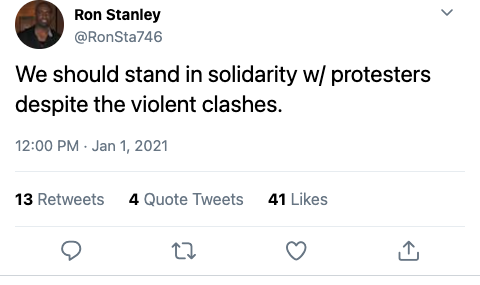 Ron Stanley
@RonSta746
We should stand in solidarity w/ protesters
despite the violent clashes.
12:00 PM · Jan 1, 2021
13 Retweets 4 Quote Tweets 41 Likes